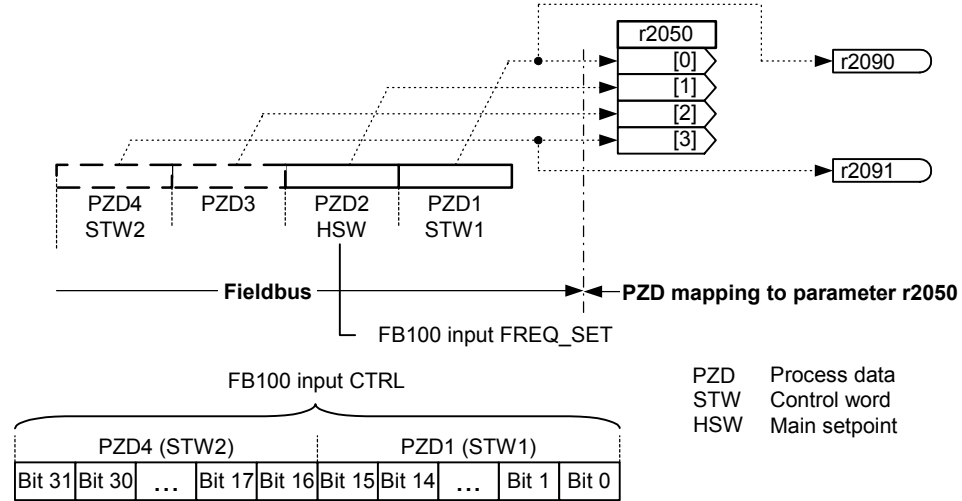 r2050
[0]
[1]
[2]
[3]
r2090
r2091
PZD4 PZD3 PZD2 PZD1
STW2 HSW STW1
Fieldbus PZD mapping to parameter r2050
FB100 input FREQ_SET
FB100 input CTRL
PZD Process data
STW Control word
HSW Main setpoint
PZD4 (STW2) PZD1 (STW1)
Bit 31 Bit 30 ... Bit 17 Bit 16 Bit 15 Bit 14 ... Bit 1 Bit 0